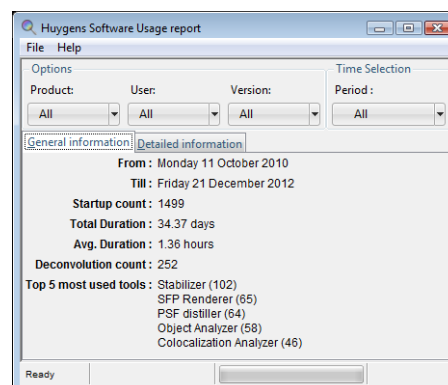 Huygens Software Usage report
File Help
Options
Time Selection
Product: User: Version: Period :
All All All All
General information Detailed information
From : Monday 11 October 2010
Till : Friday 21 December 2012
Startup count : 1499
Total Duration : 34.37 days
Avg. Duration : 1.36 hours
Deconvolution count : 252
Top 5 most used tools : Stabilizer (102)
SFP Renderer (65)
PSF distiller (64)
Object Analyzer (58)
Colocalization Analyzer (46)
Ready